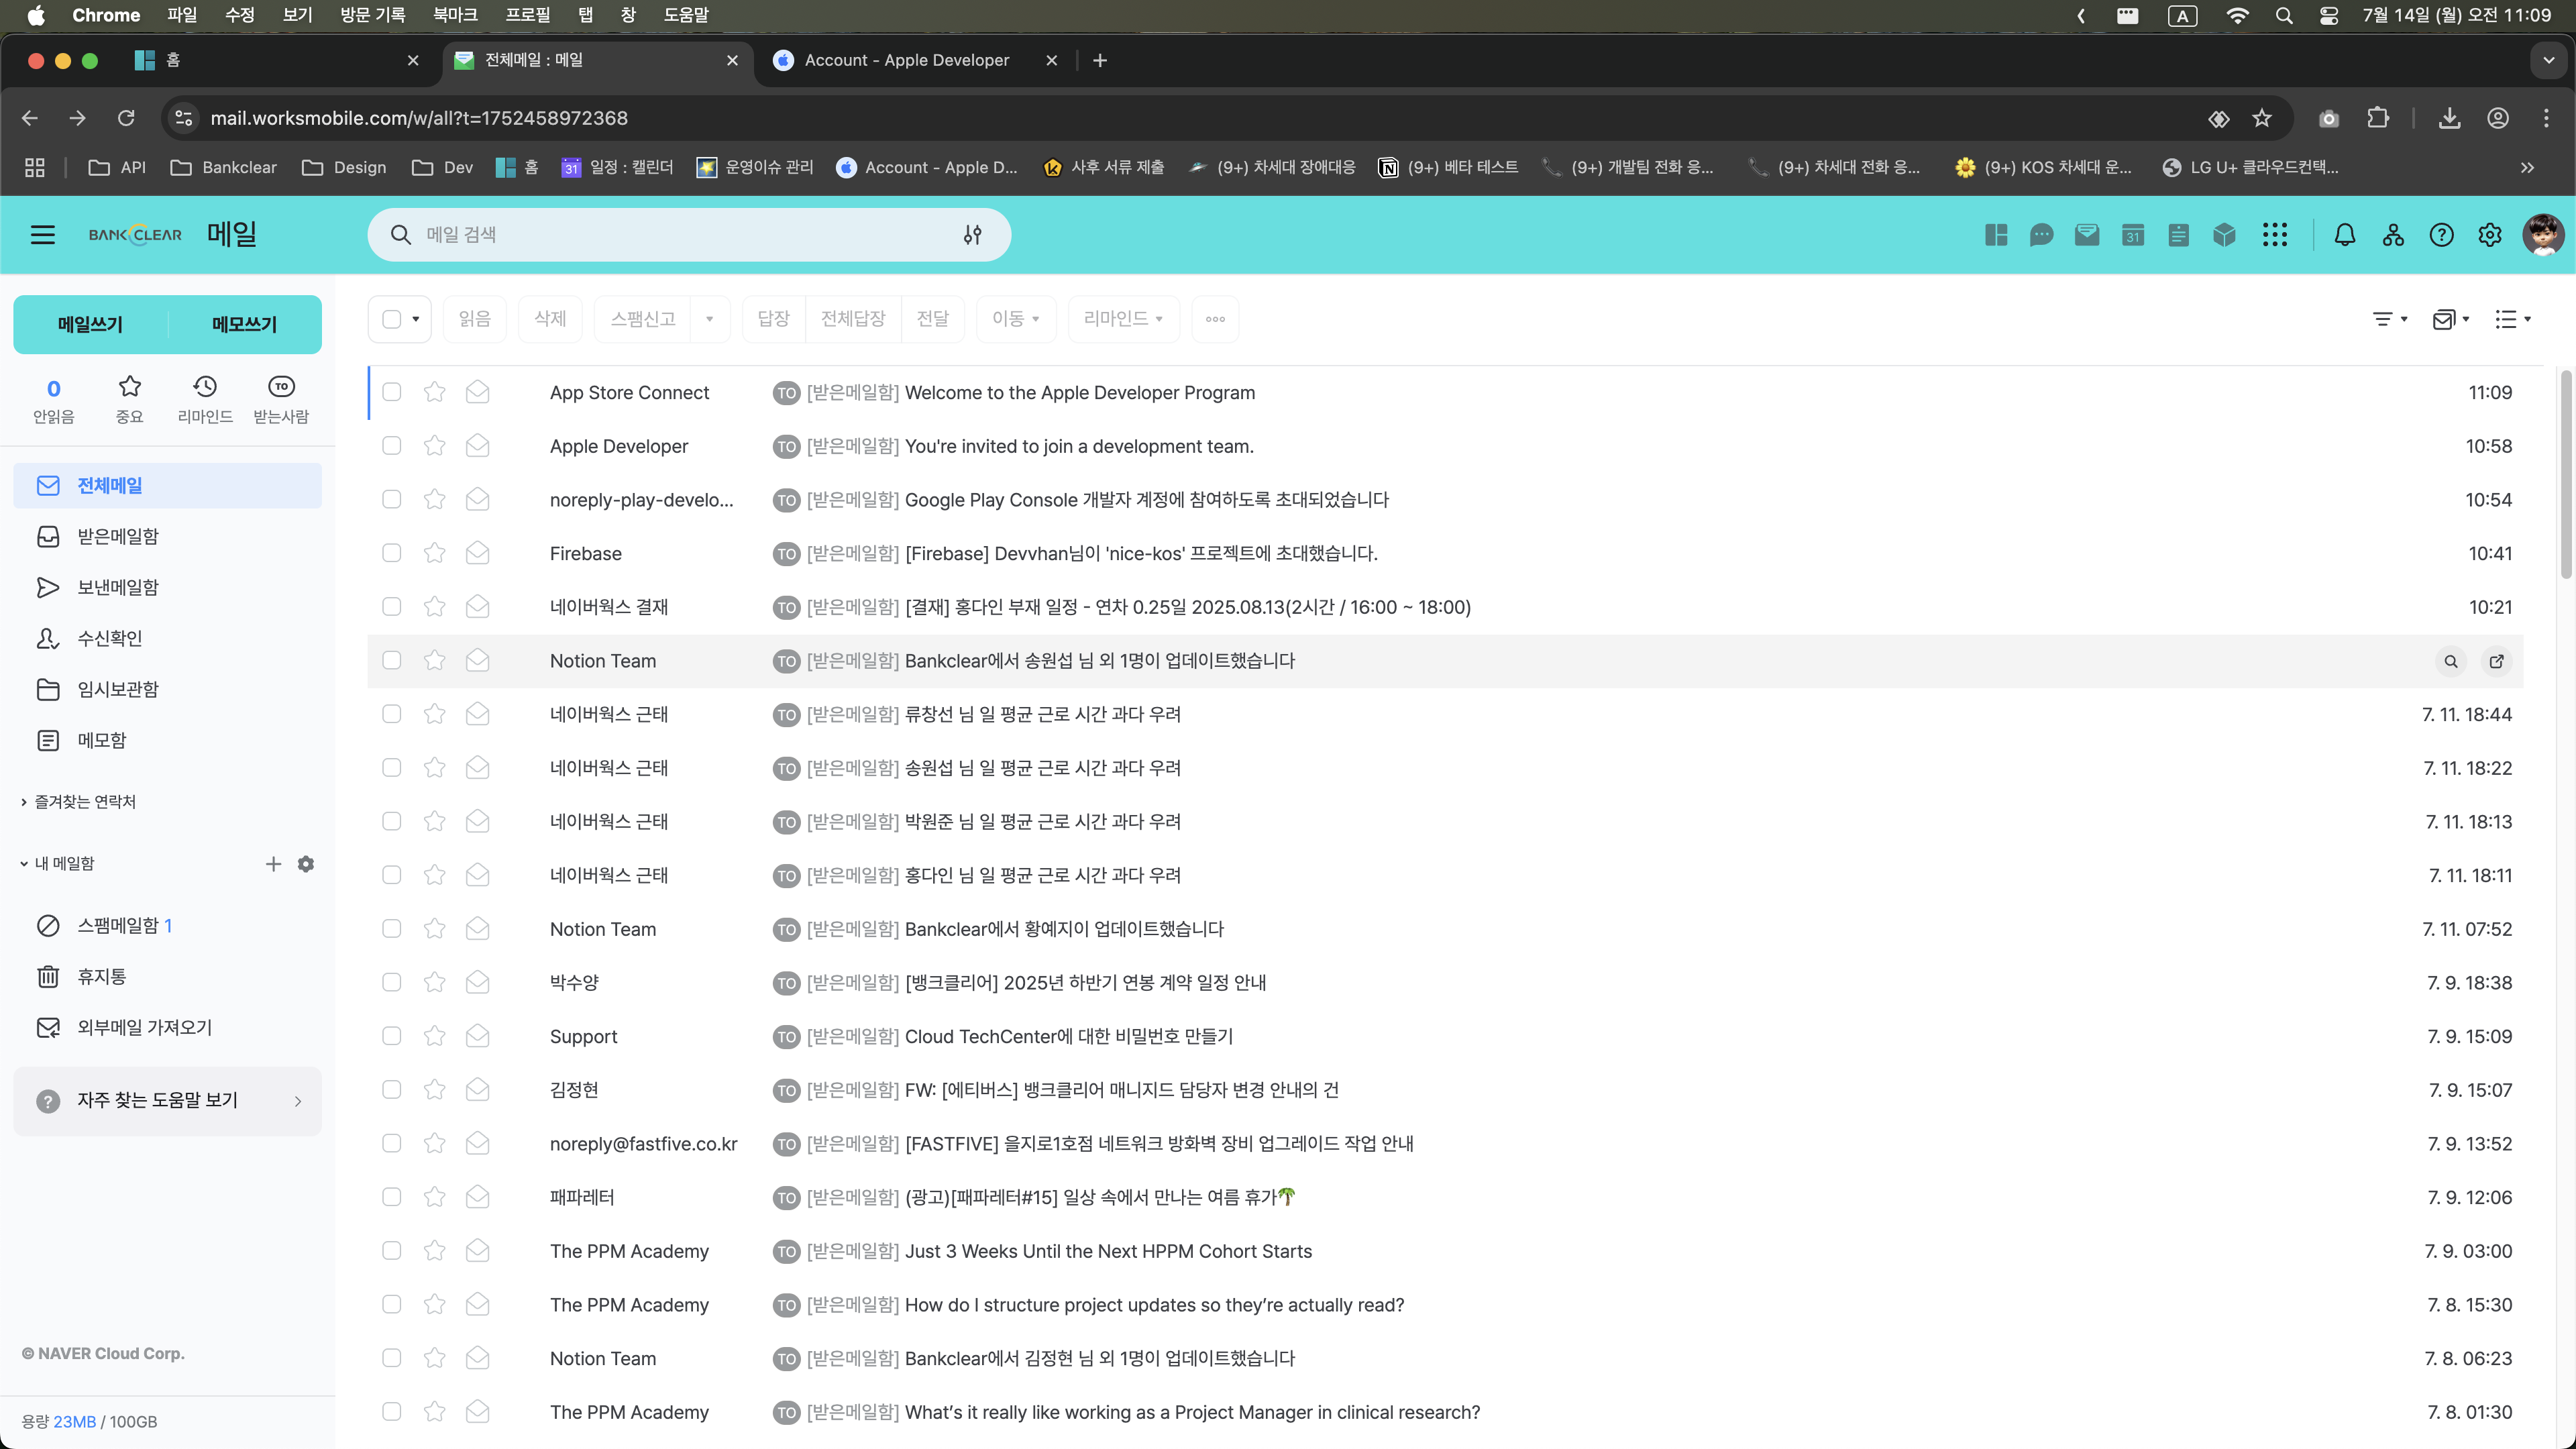 Chrome 파일 수정 보기 방문 기록 북마크 프로필 탭 창 도움말 A 7월 14일 (월) 오전 11:09
홈 전체메일 : 메일 Account - Apple Developer
mail.worksmobile.com/w/all?t=1752458972368
API Bankclear Design Dev 홈 31 일정 : 캘린더 운영이슈 관리 Account - Apple D... 사후 서류 제출 (9+) 차세대 장애대응 (9+) 베타 테스트 (9+) 개발팀 전화 응... (9+) 차세대 전화 응... (9+) KOS 차세대 운... LG U+ 클라우드컨택...
BANKCLEAR 메일 메일 검색 31
메일쓰기 메모쓰기
읽음 삭제 스팸신고 답장 전체답장 전달 이동 리마인드
0 TO
안읽음 중요 리마인드 받는사람
전체메일
받은메일함
보낸메일함
수신확인
임시보관함
메모함
즐겨찾는 연락처
내 메일함
스팸메일함 1
휴지통
외부메일 가져오기
? 자주 찾는 도움말 보기
© NAVER Cloud Corp.
용량 23MB / 100GB
App Store Connect TO [받은메일함] Welcome to the Apple Developer Program 11:09
Apple Developer TO [받은메일함] You're invited to join a development team. 10:58
noreply-play-develo... TO [받은메일함] Google Play Console 개발자 계정에 참여하도록 초대되었습니다 10:54
Firebase TO [받은메일함] [Firebase] Devvhan님이 'nice-kos' 프로젝트에 초대했습니다. 10:41
네이버웍스 결재 TO [받은메일함] [결재] 홍다인 부재 일정 - 연차 0.25일 2025.08.13(2시간 / 16:00 ~ 18:00) 10:21
Notion Team TO [받은메일함] Bankclear에서 송원섭 님 외 1명이 업데이트했습니다
네이버웍스 근태 TO [받은메일함] 류창선 님 일 평균 근로 시간 과다 우려 7. 11. 18:44
네이버웍스 근태 TO [받은메일함] 송원섭 님 일 평균 근로 시간 과다 우려 7. 11. 18:22
네이버웍스 근태 TO [받은메일함] 박원준 님 일 평균 근로 시간 과다 우려 7. 11. 18:13
네이버웍스 근태 TO [받은메일함] 홍다인 님 일 평균 근로 시간 과다 우려 7. 11. 18:11
Notion Team TO [받은메일함] Bankclear에서 황예지이 업데이트했습니다 7. 11. 07:52
박수양 TO [받은메일함] [뱅크클리어] 2025년 하반기 연봉 계약 일정 안내 7. 9. 18:38
Support TO [받은메일함] Cloud TechCenter에 대한 비밀번호 만들기 7. 9. 15:09
김정현 TO [받은메일함] FW: [에티버스] 뱅크클리어 매니지드 담당자 변경 안내의 건 7. 9. 15:07
noreply@fastfive.co.kr TO [받은메일함] [FASTFIVE] 을지로1호점 네트워크 방화벽 장비 업그레이드 작업 안내 7. 9. 13:52
패파레터 TO [받은메일함] (광고)[패파레터#15] 일상 속에서 만나는 여름 휴가🌴 7. 9. 12:06
The PPM Academy TO [받은메일함] Just 3 Weeks Until the Next HPPM Cohort Starts 7. 9. 03:00
The PPM Academy TO [받은메일함] How do I structure project updates so they’re actually read? 7. 8. 15:30
Notion Team TO [받은메일함] Bankclear에서 김정현 님 외 1명이 업데이트했습니다 7. 8. 06:23
The PPM Academy TO [받은메일함] What’s it really like working as a Project Manager in clinical research? 7. 8. 01:30